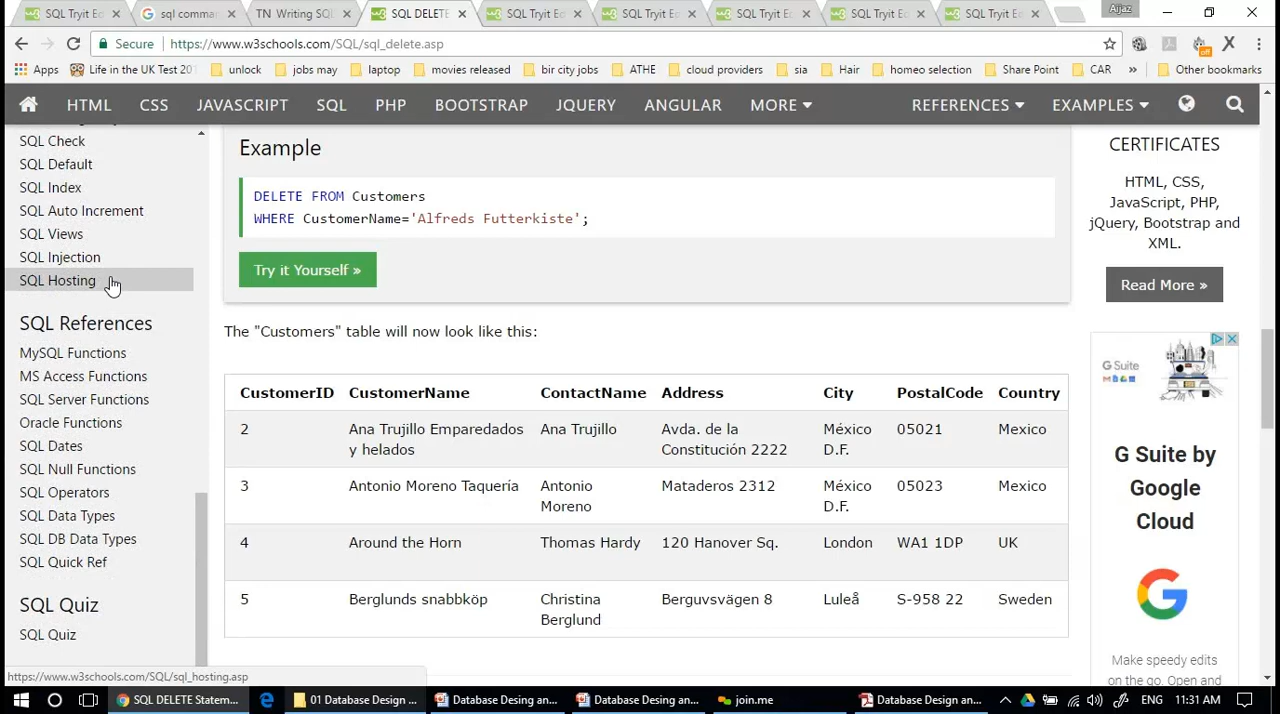 SQL Tryit Ed
sql comman
TN Writing SQL
SQL DELETE
SQL Tryit Ed
SQL Tryit Ed
SQL Tryit Ed
SQL Tryit Ed
SQL Tryit Ed
Aijaz
Secure
https://www.w3schools.com/SQL/sql_delete.asp
off
Apps
Life in the UK Test 201
unlock
jobs may
laptop
movies released
bir city jobs
ATHE
cloud providers
sia
Hair
homeo selection
Share Point
CAR
»
Other bookmarks
HTML
CSS
JAVASCRIPT
SQL
PHP
BOOTSTRAP
JQUERY
ANGULAR
MORE
REFERENCES
EXAMPLES
SQL Check
SQL Default
SQL Index
SQL Auto Increment
SQL Views
SQL Injection
SQL Hosting
SQL References
MySQL Functions
MS Access Functions
SQL Server Functions
Oracle Functions
SQL Dates
SQL Null Functions
SQL Operators
SQL Data Types
SQL DB Data Types
SQL Quick Ref
SQL Quiz
SQL Quiz
Example
DELETE FROM Customers
WHERE CustomerName='Alfreds Futterkiste';
Try it Yourself »
The "Customers" table will now look like this:
CustomerID CustomerName ContactName Address City PostalCode Country
2 Ana Trujillo Emparedados Ana Trujillo Avda. de la México 05021 Mexico
y helados Constitución 2222 D.F.
3 Antonio Moreno Taquería Antonio Mataderos 2312 México 05023 Mexico
Moreno D.F.
4 Around the Horn Thomas Hardy 120 Hanover Sq. London WA1 1DP UK
5 Berglunds snabbköp Christina Berguvsvägen 8 Luleå S-958 22 Sweden
Berglund
CERTIFICATES
HTML, CSS,
JavaScript, PHP,
jQuery, Bootstrap and
XML.
Read More »
G Suite
G Suite by
Google
Cloud
Make speedy edits
on the go. Open and
https://www.w3schools.com/SQL/sql_hosting.asp
SQL DELETE Statem...
01 Database Design ...
Database Desing an...
Database Desing an...
join.me
Database Design an...
ENG
11:31 AM